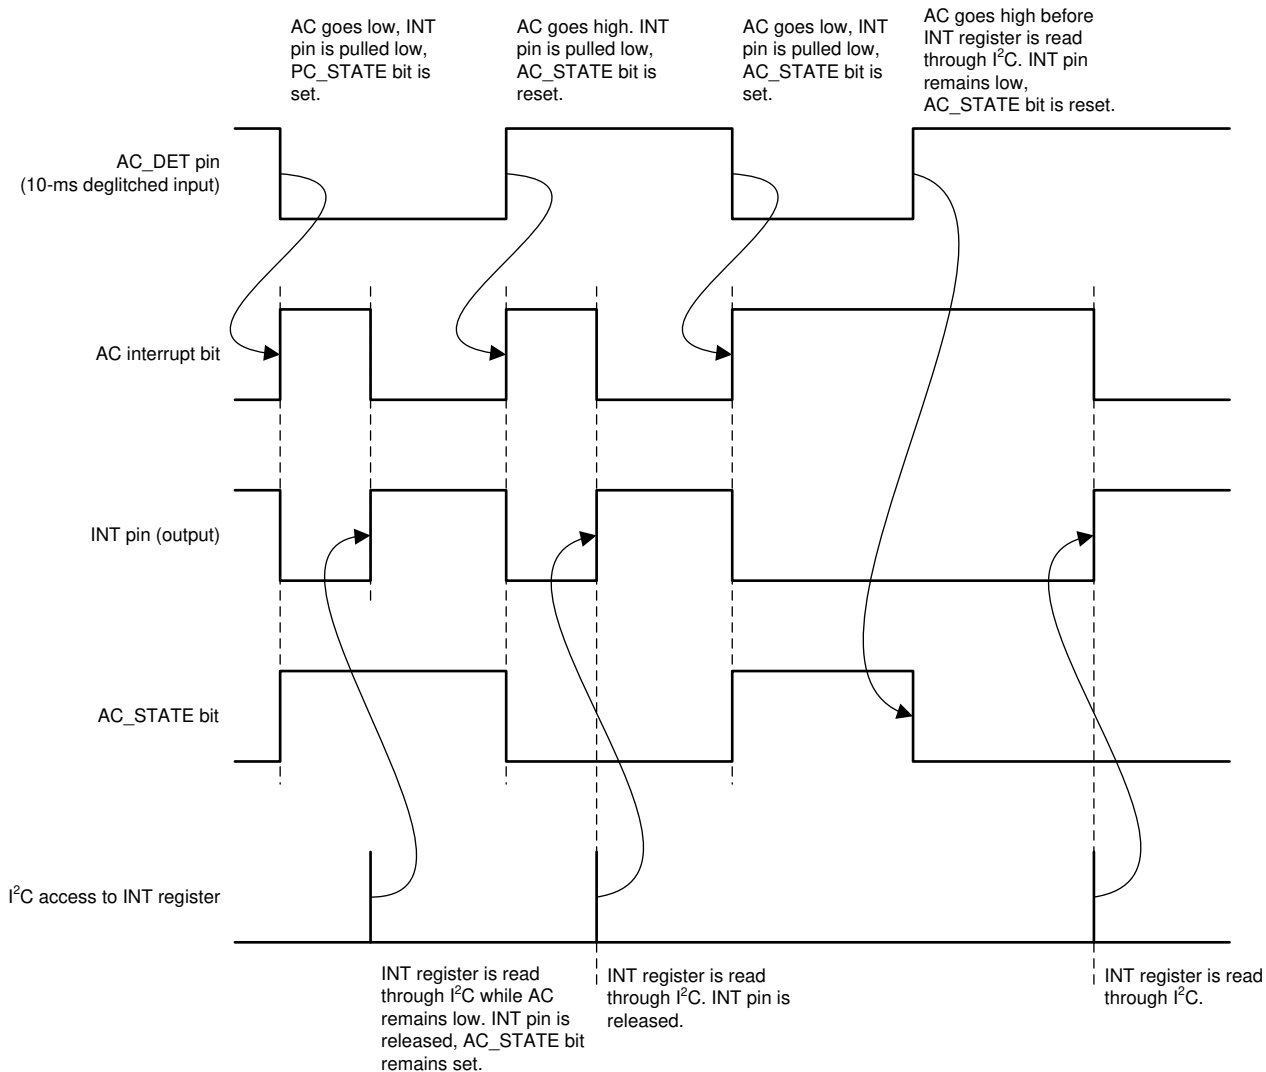 AC goes low, INT
pin is pulled low,
PC_STATE bit is
set.
AC goes high. INT
pin is pulled low,
AC_STATE bit is
reset.
AC goes low, INT
pin is pulled low,
AC_STATE bit is
set.
AC goes high before
INT register is read
through I²C. INT pin
remains low,
AC_STATE bit is reset.
AC_DET pin
(10-ms deglitched input)
AC interrupt bit
INT pin (output)
AC_STATE bit
I²C access to INT register
INT register is read
through I²C while AC
remains low. INT pin is
released, AC_STATE bit
remains set.
INT register is read
through I²C. INT pin is
released.
INT register is read
through I²C.